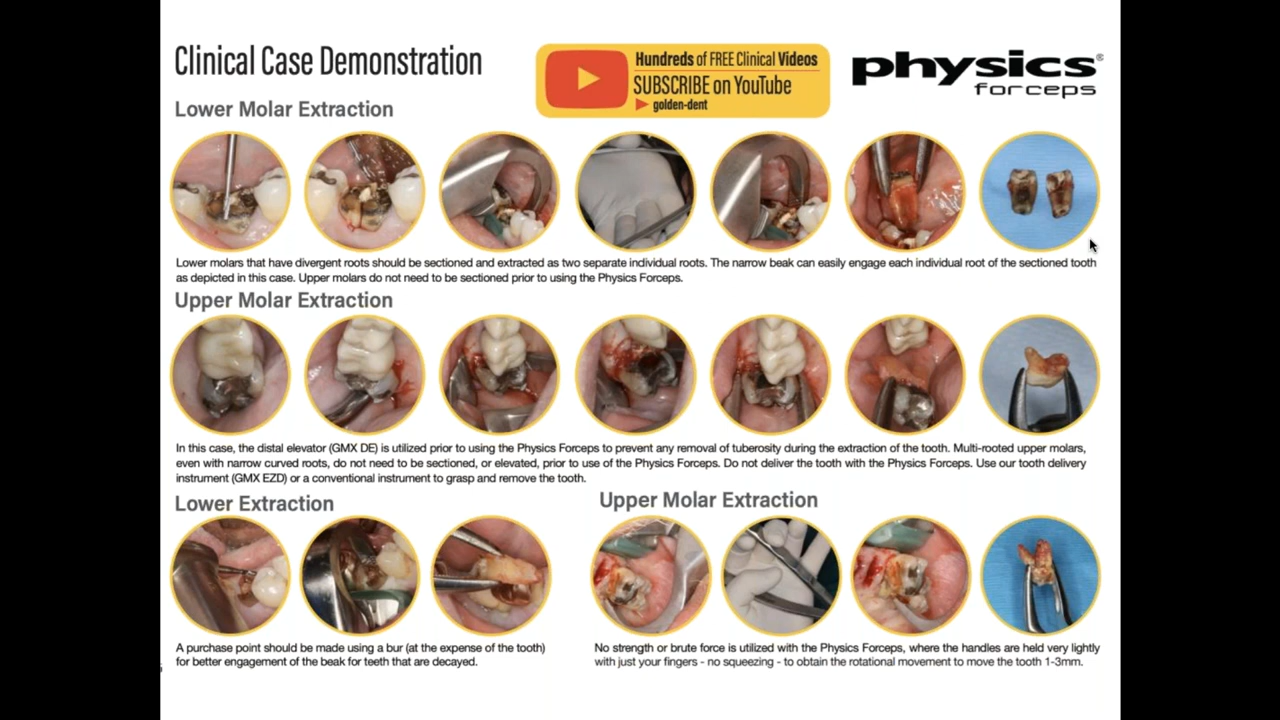 Clinical Case Demonstration
Hundreds of FREE Clinical Videos
SUBSCRIBE on YouTube
golden-dent
physics®
forceps
Lower Molar Extraction
Lower molars that have divergent roots should be sectioned and extracted as two separate individual roots. The narrow beak can easily engage each individual root of the sectioned tooth
as depicted in this case. Upper molars do not need to be sectioned prior to using the Physics Forceps.
Upper Molar Extraction
In this case, the distal elevator (GMX DE) is utilized prior to using the Physics Forceps to prevent any removal of tuberosity during the extraction of the tooth. Multi-rooted upper molars,
even with narrow curved roots, do not need to be sectioned, or elevated, prior to use of the Physics Forceps. Do not deliver the tooth with the Physics Forceps. Use our tooth delivery
instrument (GMX EZD) or a conventional instrument to grasp and remove the tooth.
Lower Extraction
A purchase point should be made using a bur (at the expense of the tooth)
for better engagement of the beak for teeth that are decayed.
Upper Molar Extraction
No strength or brute force is utilized with the Physics Forceps, where the handles are held very lightly
with just your fingers - no squeezing - to obtain the rotational movement to move the tooth 1-3mm.